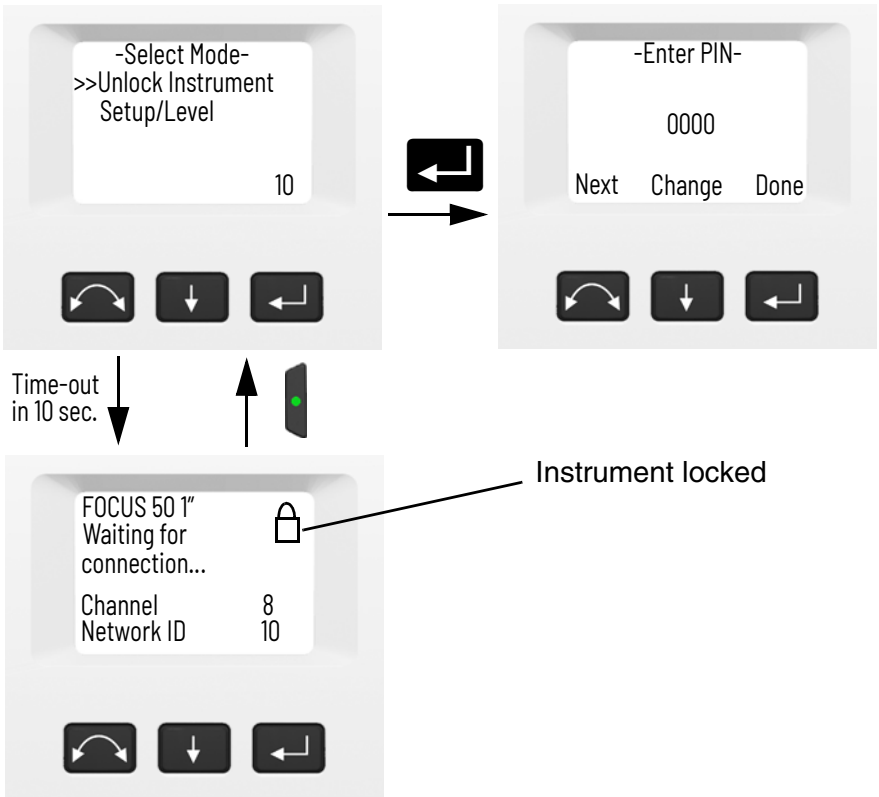 -Select Mode-
>>Unlock Instrument
Setup/Level
10
-Enter PIN-
0000
Next Change Done
Time-out
in 10 sec.
FOCUS 50 1″
Waiting for
connection...
Channel 8
Network ID 10
Instrument locked